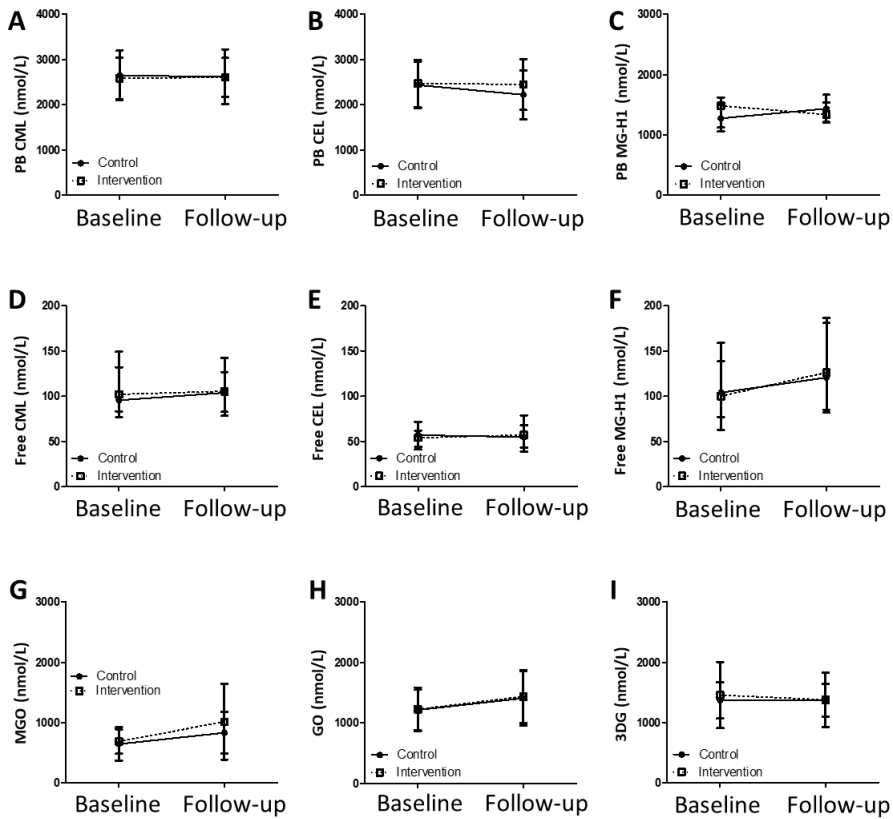 A
PB CML (nmol/L)
4000
3000
2000
1000
0
Control
Intervention
Baseline Follow-up
B
PB CEL (nmol/L)
4000
3000
2000
1000
0
Control
Intervention
Baseline Follow-up
C
PB MG-H1 (nmol/L)
3000
2000
1000
0
Control
Intervention
Baseline Follow-up
D
Free CML (nmol/L)
200
150
100
50
0
Control
Intervention
Baseline Follow-up
E
Free CEL (nmol/L)
200
150
100
50
0
Control
Intervention
Baseline Follow-up
F
Free MG-H1 (nmol/L)
200
150
100
50
0
Control
Intervention
Baseline Follow-up
G
MGO (nmol/L)
3000
2000
1000
0
Control
Intervention
Baseline Follow-up
H
GO (nmol/L)
3000
2000
1000
0
Control
Intervention
Baseline Follow-up
I
3DG (nmol/L)
3000
2000
1000
0
Control
Intervention
Baseline Follow-up